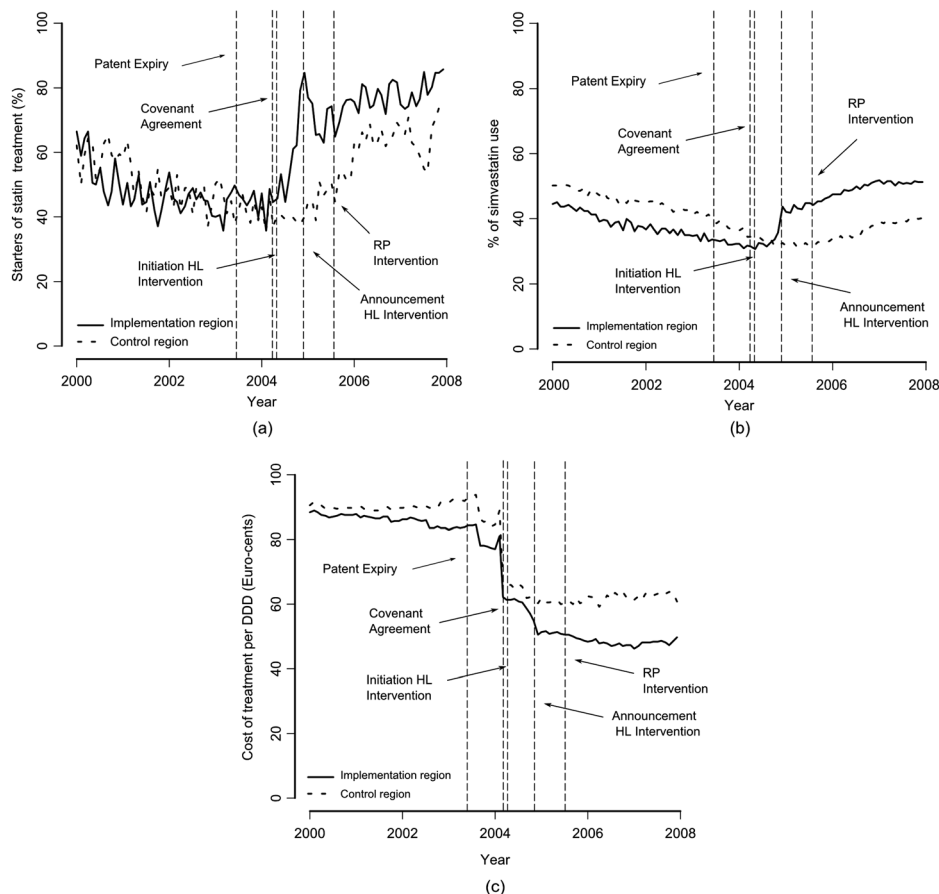 100
80
60
40
20
0
Starters of statin treatment (%)
Patent Expiry
Covenant
Agreement
Initiation HL
Intervention
RP
Intervention
Announcement
HL Intervention
Implementation region
Control region
2000 2002 2004 2006 2008
Year
(a)
100
80
60
40
20
0
% of simvastatin use
Patent Expiry
Covenant
Agreement
RP
Intervention
Initiation HL
Intervention
Announcement
HL Intervention
Implementation region
Control region
2000 2002 2004 2006 2008
Year
(b)
100
80
60
40
20
0
Cost of treatment per DDD (Euro-cents)
Patent Expiry
Covenant
Agreement
Initiation HL
Intervention
RP
Intervention
Announcement
HL Intervention
Implementation region
Control region
2000 2002 2004 2006 2008
Year
(c)